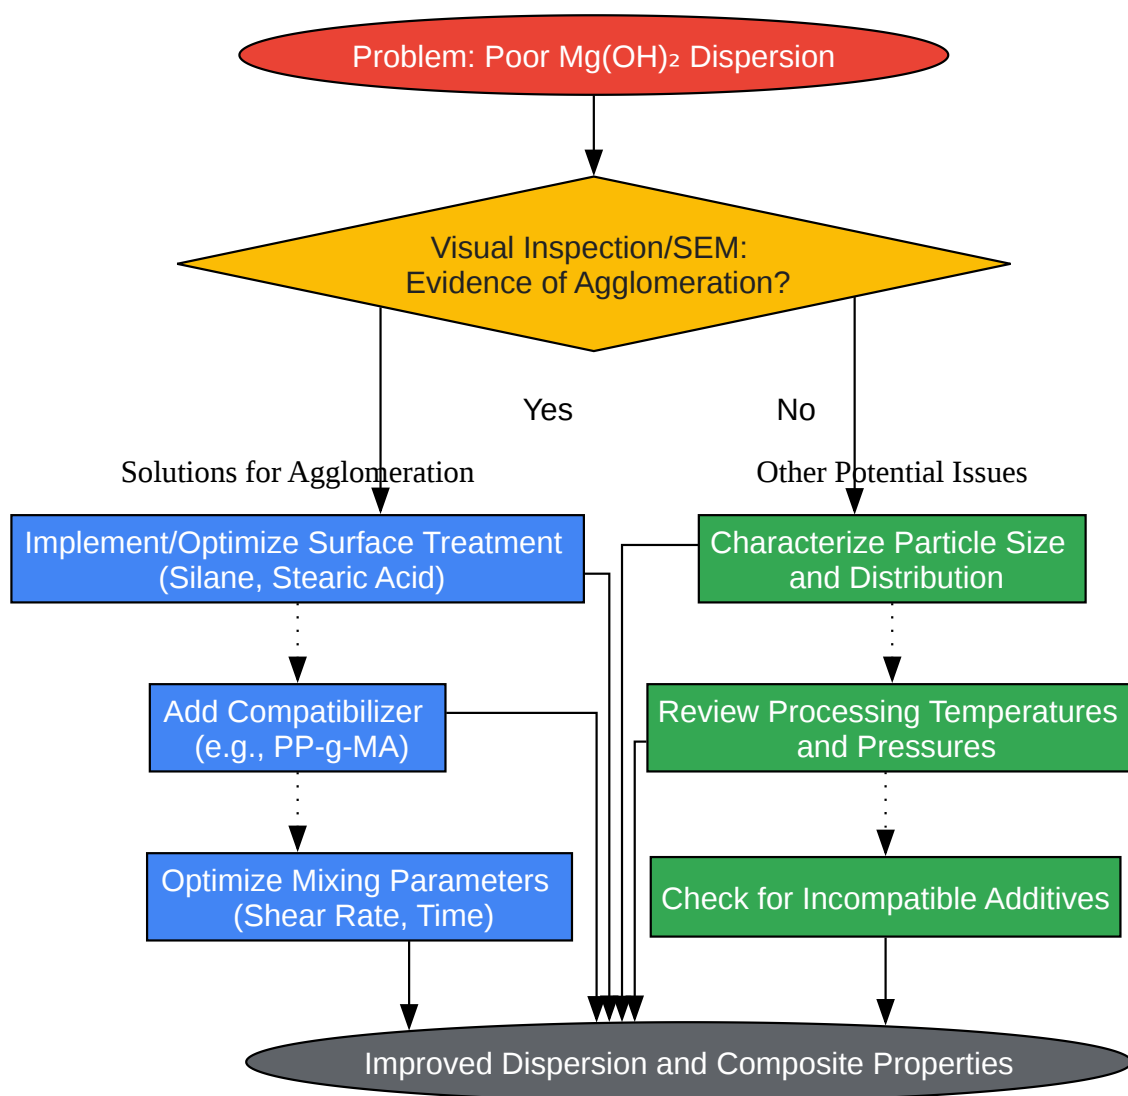 Problem: Poor Mg(OH)₂ Dispersion
Visual Inspection/SEM:
Evidence of Agglomeration?
Yes
No
Solutions for Agglomeration
Other Potential Issues
Implement/Optimize Surface Treatment
(Silane, Stearic Acid)
Characterize Particle Size
and Distribution
Add Compatibilizer
(e.g., PP-g-MA)
Review Processing Temperatures
and Pressures
Optimize Mixing Parameters
(Shear Rate, Time)
Check for Incompatible Additives
Improved Dispersion and Composite Properties